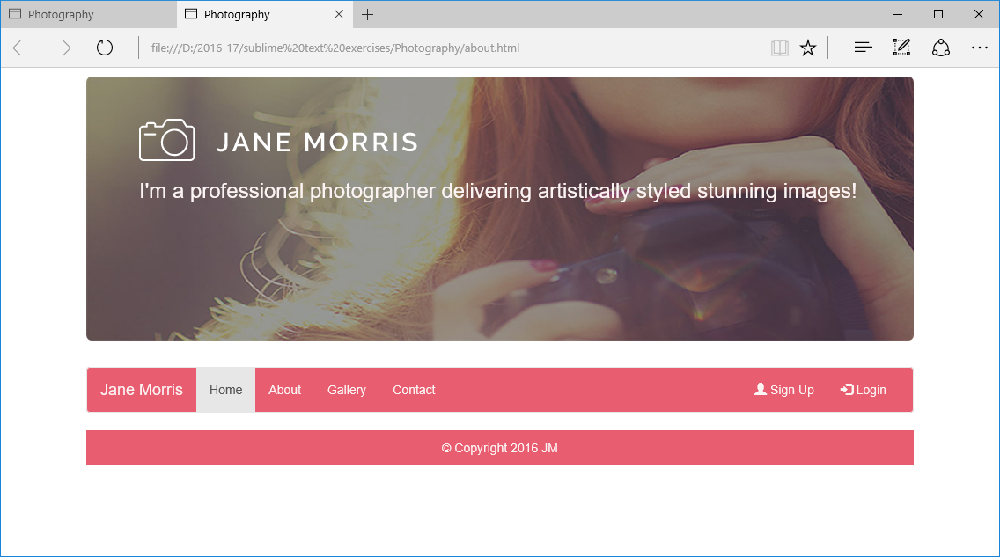 Photography
Photography
file:///D:/2016-17/sublime%20text%20exercises/Photography/about.html
JANE MORRIS
I'm a professional photographer delivering artistically styled stunning images!
Jane Morris Home About Gallery Contact Sign Up Login
© Copyright 2016 JM